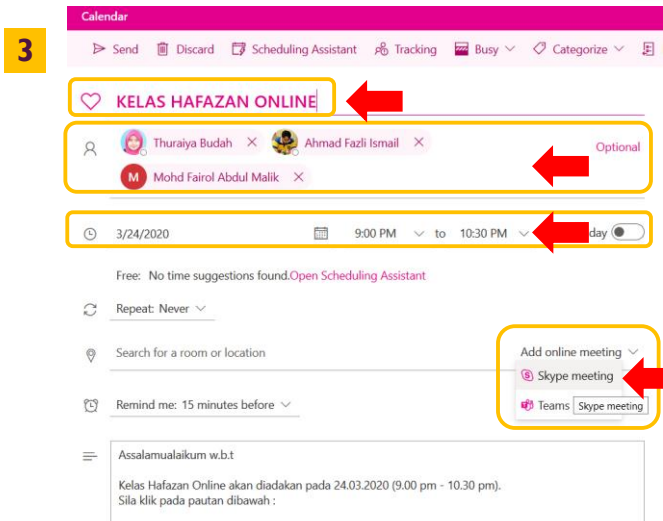 Calendar
3
Send Discard Scheduling Assistant Tracking Busy Categorize
KELAS HAFAZAN ONLINE
Thuraiya Budah Ahmad Fazli Ismail Optional
M Mohd Fairol Abdul Malik
3/24/2020 9:00 PM to 10:30 PM day
Free: No time suggestions found.Open Scheduling Assistant
Repeat: Never
Search for a room or location Add online meeting
Skype meeting
Remind me: 15 minutes before Teams Skype meeting
Assalamualaikum w.b.t
Kelas Hafazan Online akan diadakan pada 24.03.2020 (9.00 pm - 10.30 pm).
Sila klik pada pautan dibawah :